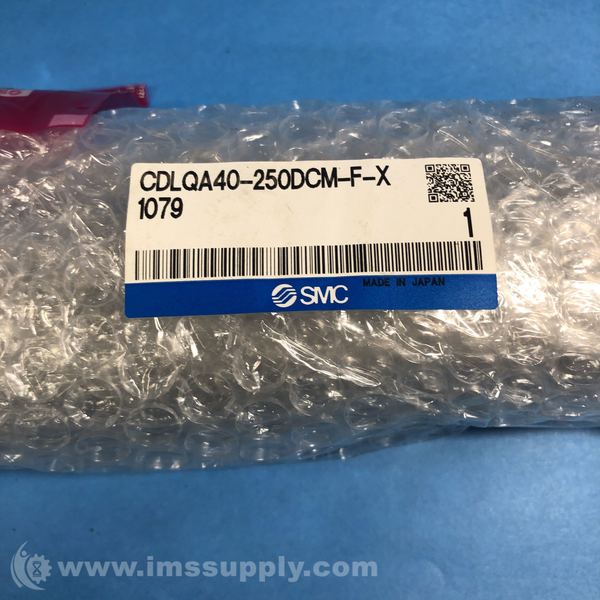 CDLQA40-250DCM-F-X
1079
1
MADE IN JAPAN
SMC
www.imssupply.com